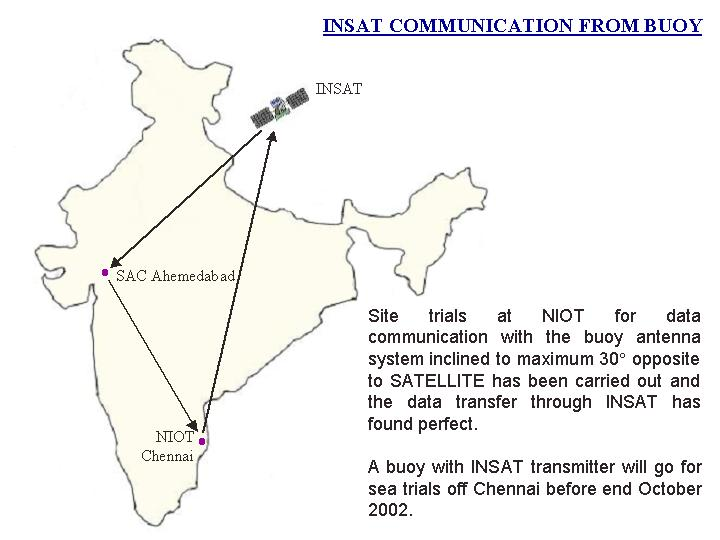 INSAT COMMUNICATION FROM BUOY
INSAT
SAC Ahemedabad
NIOT
Chennai
Site trials at NIOT for data
communication with the buoy antenna
system inclined to maximum 30° opposite
to SATELLITE has been carried out and
the data transfer through INSAT has
found perfect.
A buoy with INSAT transmitter will go for
sea trials off Chennai before end October
2002.